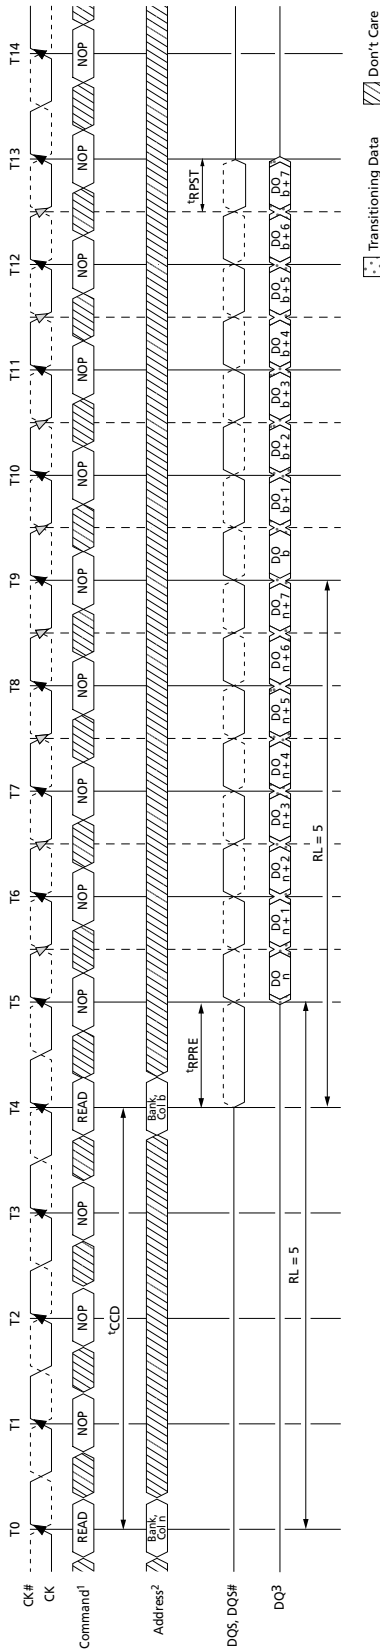 T0 T1 T2 T3 T4 T5 T6 T7 T8 T9 T10 T11 T12 T13 T14
CK#
CK
Command1 READ NOP NOP NOP READ NOP NOP NOP NOP NOP NOP NOP NOP NOP NOP
tCCD
Address2 Bank, Col n Bank, Col b
tRPRE tRPST
DQS, DQS#
DQ3 DO n DO n + 1 DO n + 2 DO n + 3 DO n + 4 DO n + 5 DO n + 6 DO n + 7 DO b DO b + 1 DO b + 2 DO b + 3 DO b + 4 DO b + 5 DO b + 6 DO b + 7
RL = 5
RL = 5
Transitioning Data Don't Care